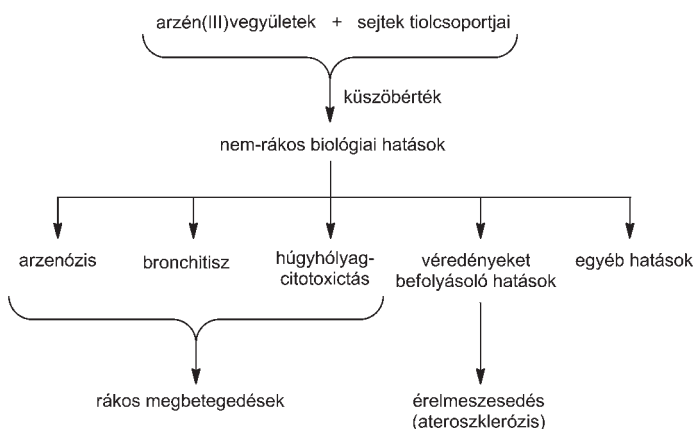 arzén(III)vegyületek + sejtek tiolcsoportjai
küszöbérték
nem-rákos biológiai hatások
arzenózis
bronchitisz
húgyhólyag-
citotoxictás
véredényeket
befolyásoló hatások
egyéb hatások
rákos megbetegedések
érelmeszesedés
(ateroszklerózis)